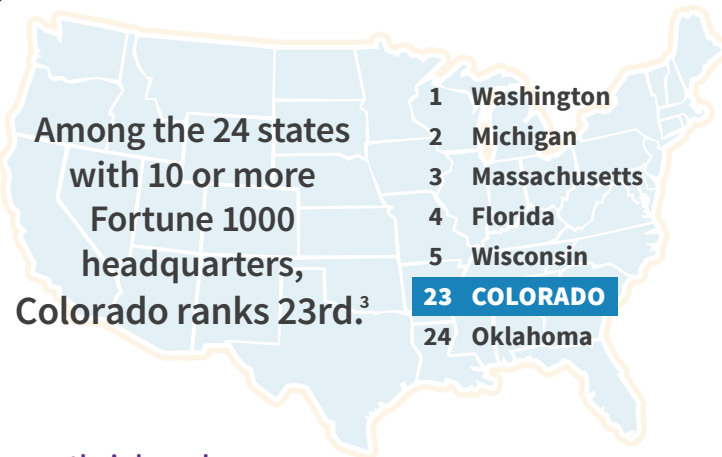 Among the 24 states
with 10 or more
Fortune 1000
headquarters,
Colorado ranks 23rd.³
1 Washington
2 Michigan
3 Massachusetts
4 Florida
5 Wisconsin
23 COLORADO
24 Oklahoma